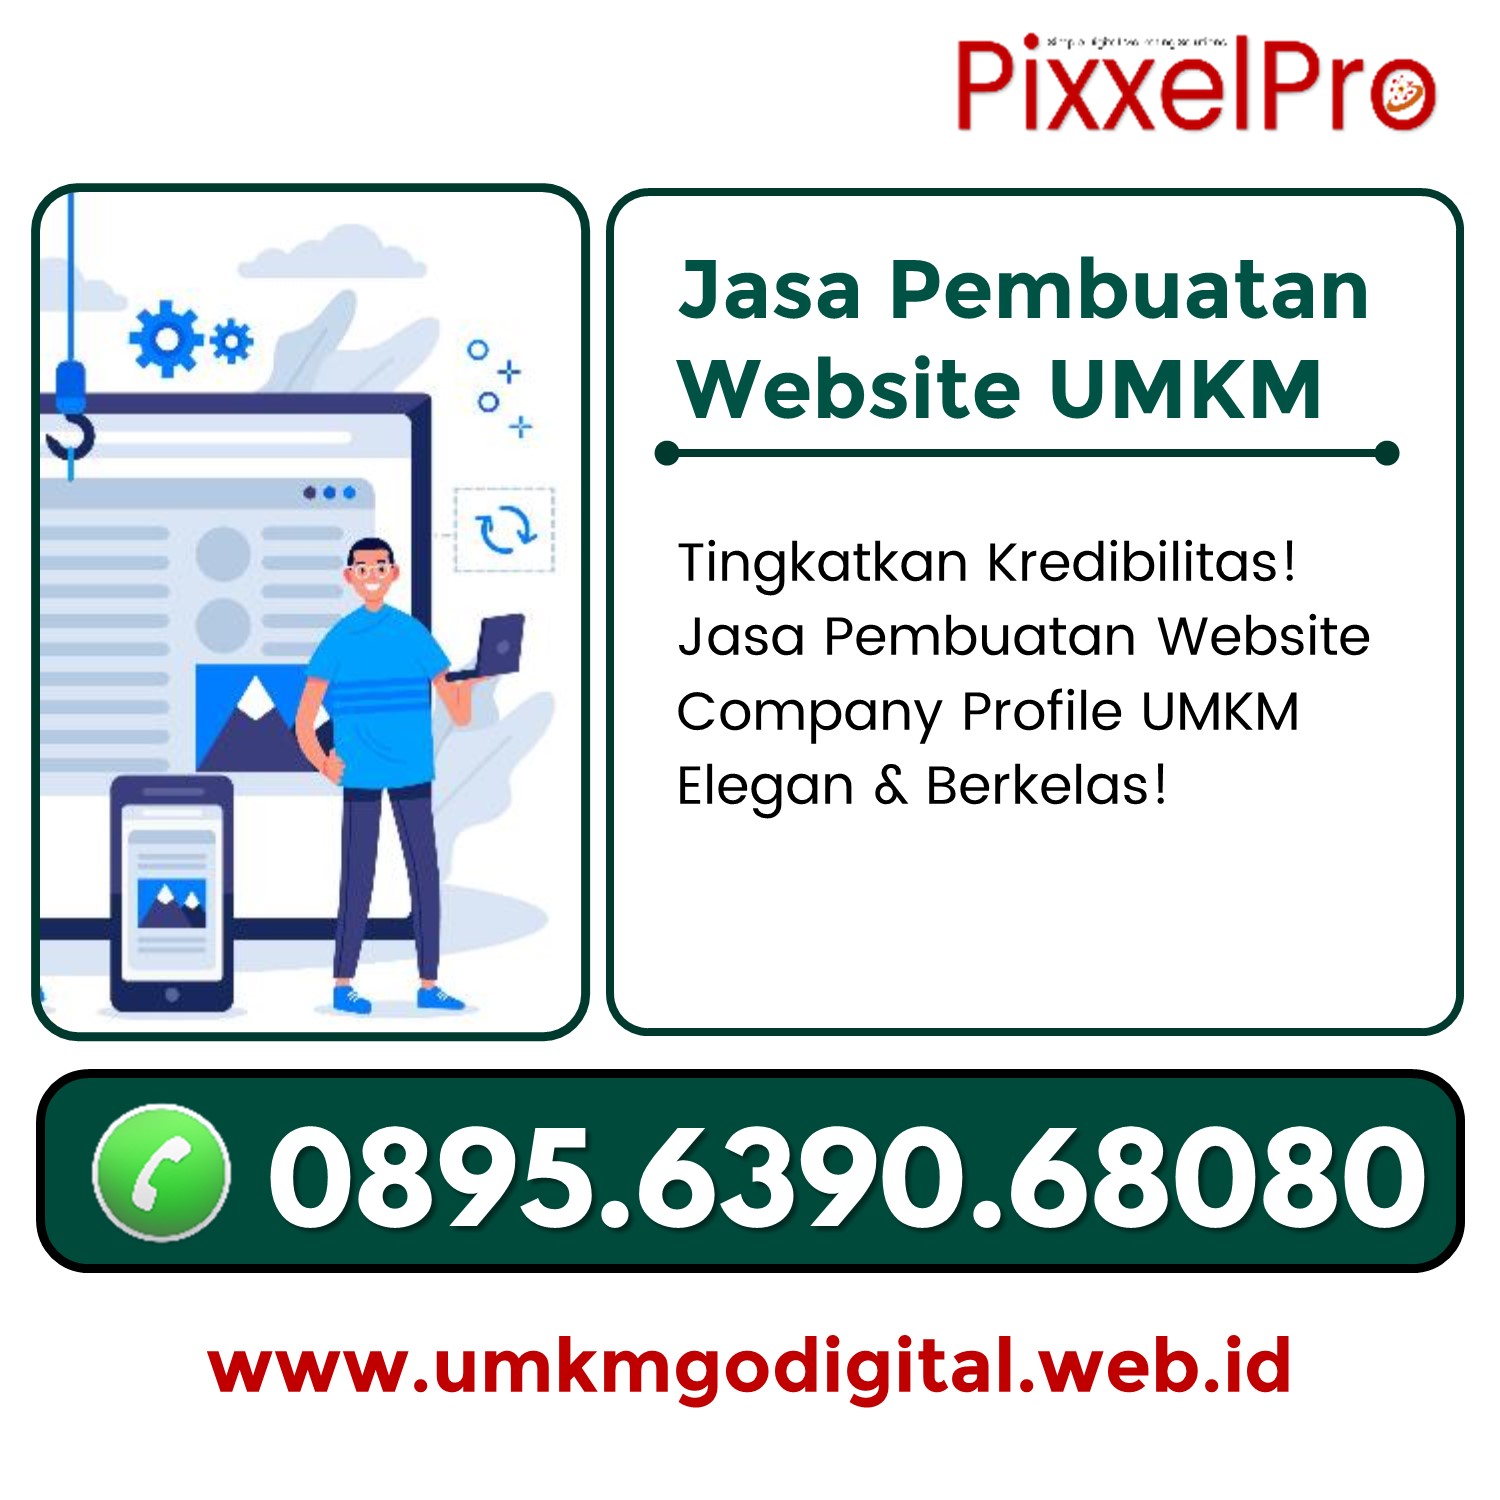 PixxelPro
Jasa Pembuatan
Website UMKM
Tingkatkan Kredibilitas!
Jasa Pembuatan Website
Company Profile UMKM
Elegan & Berkelas!
0895.6390.68080
www.umkmgodigital.web.id